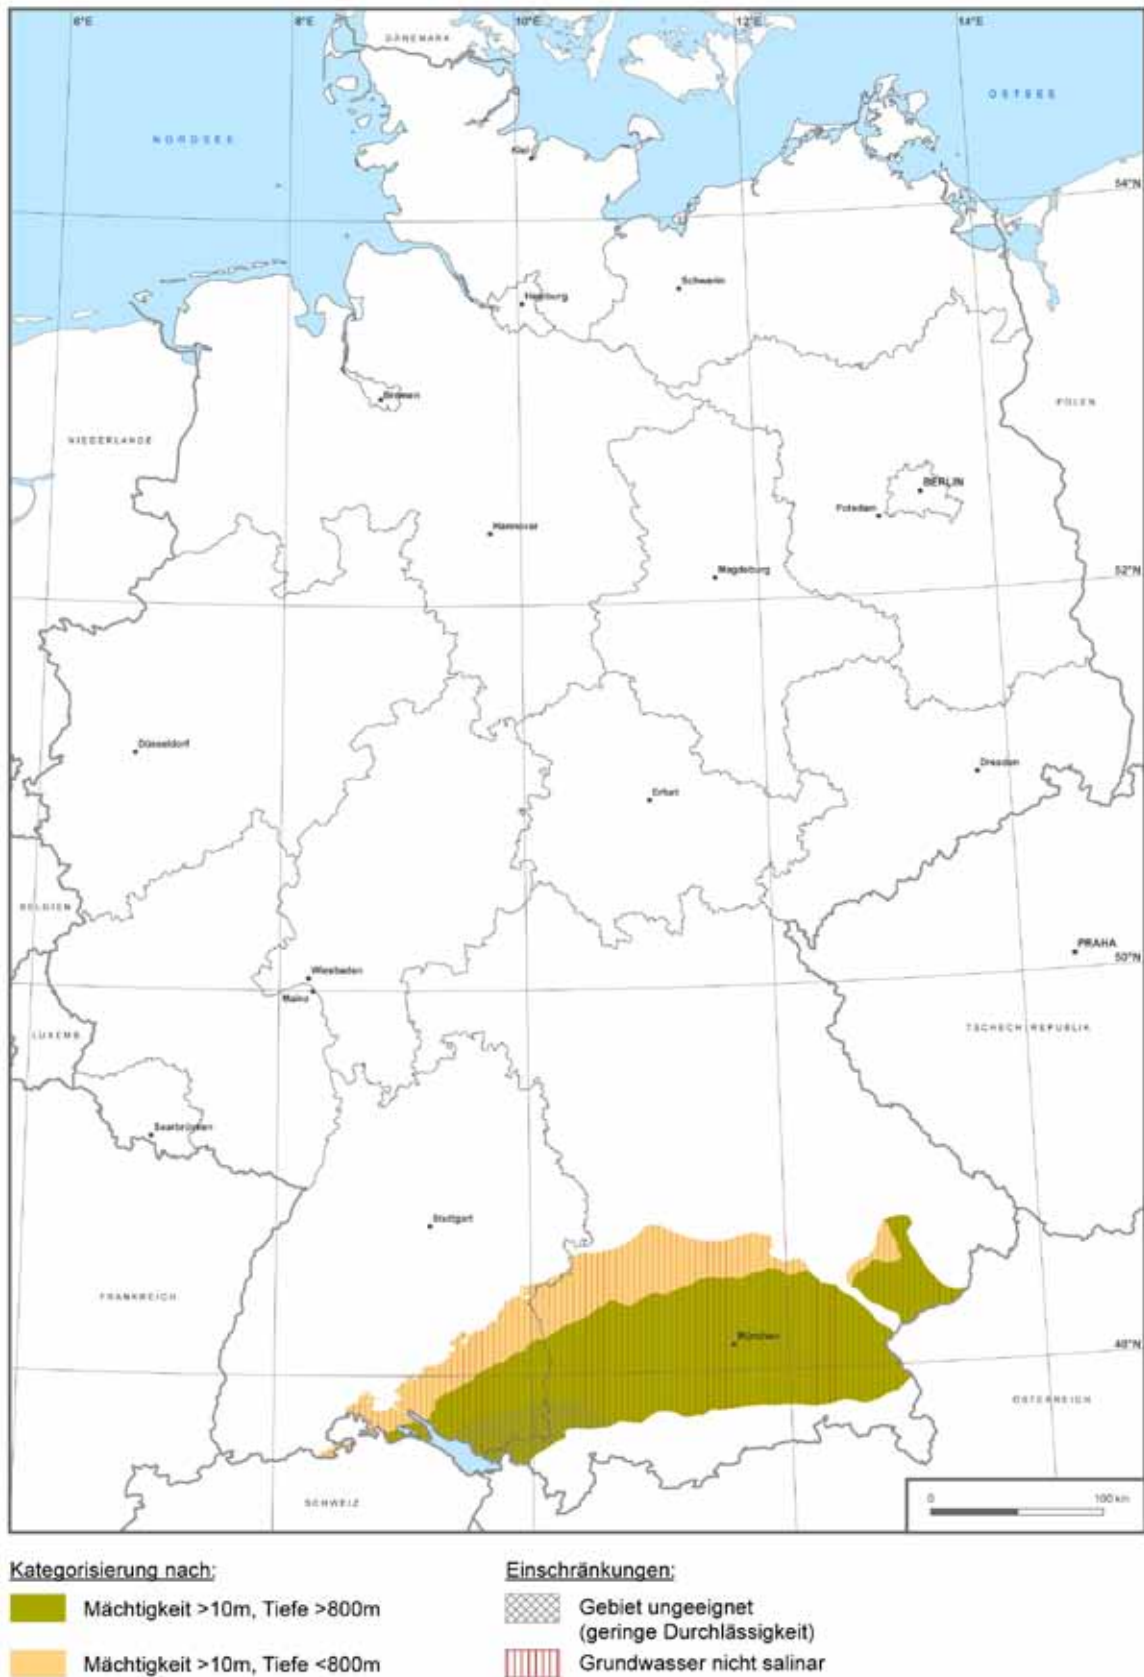 6°E
8°E
10°E
12°E
14°E
DÄNEMARK
OSTSEE
NORDSEE
Kiel
54°N
Schwerin
Hamburg
Bremen
POLEN
NIEDERLANDE
BERLIN
Potsdam
Hannover
Magdeburg
52°N
Düsseldorf
Dresden
Erfurt
BELGIEN
PRAHA
50°N
Wiesbaden
Mainz
LUXEMB.
TSCHECH. REPUBLIK
Saarbrücken
Stuttgart
FRANKREICH
München
48°N
ÖSTERREICH
SCHWEIZ
0 100 km
Kategorisierung nach:
Mächtigkeit >10m, Tiefe >800m
Mächtigkeit >10m, Tiefe <800m
Einschränkungen:
Gebiet ungeeignet
(geringe Durchlässigkeit)
Grundwasser nicht salinar